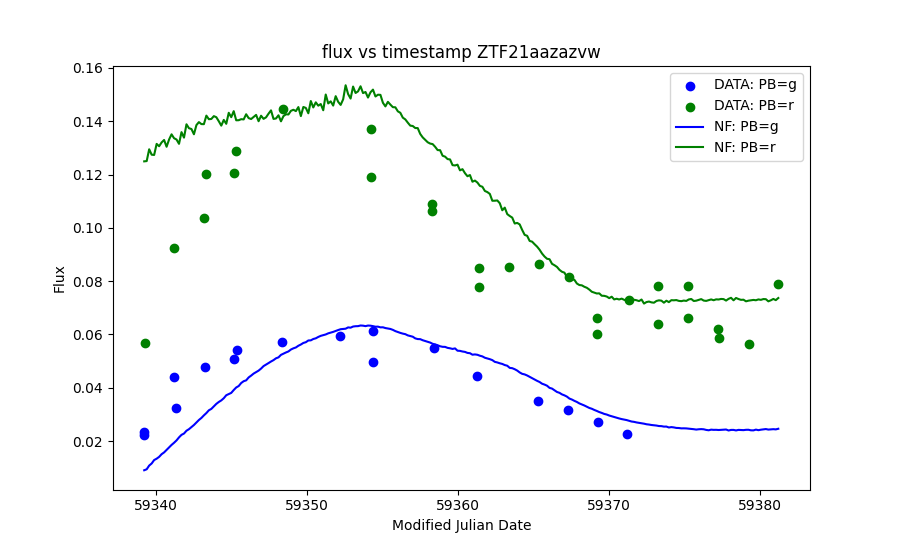 flux vs timestamp ZTF21aazazvw
DATA: PB=g
DATA: PB=r
NF: PB=g
NF: PB=r
Flux
0.16
0.14
0.12
0.10
0.08
0.06
0.04
0.02
59340 59350 59360 59370 59380
Modified Julian Date